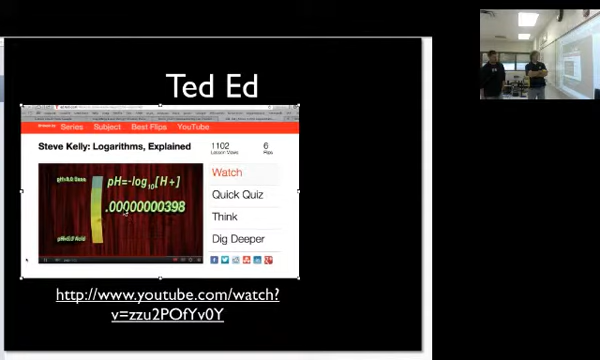 Ted Ed
Series Subject Best Flips YouTube
Steve Kelly: Logarithms, Explained
1102 6
Lesson Views Flips
Watch
Quick Quiz
Think
Dig Deeper
pH=-log10[H+]
.00000000398
http://www.youtube.com/watch?
v=zzu2POfYv0Y